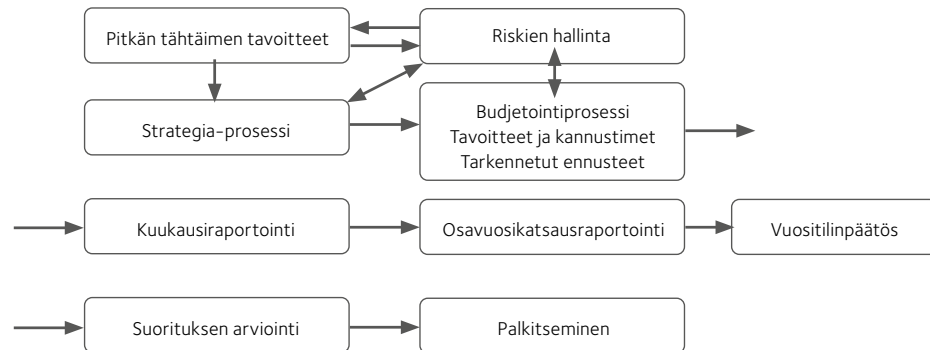 Pitkän tähtäimen tavoitteet
Riskien hallinta
Strategia-prosessi
Budjetointiprosessi
Tavoitteet ja kannustimet
Tarkennetut ennusteet
Kuukausiraportointi
Osavuosikatsausraportointi
Vuositilinpäätös
Suorituksen arviointi
Palkitseminen